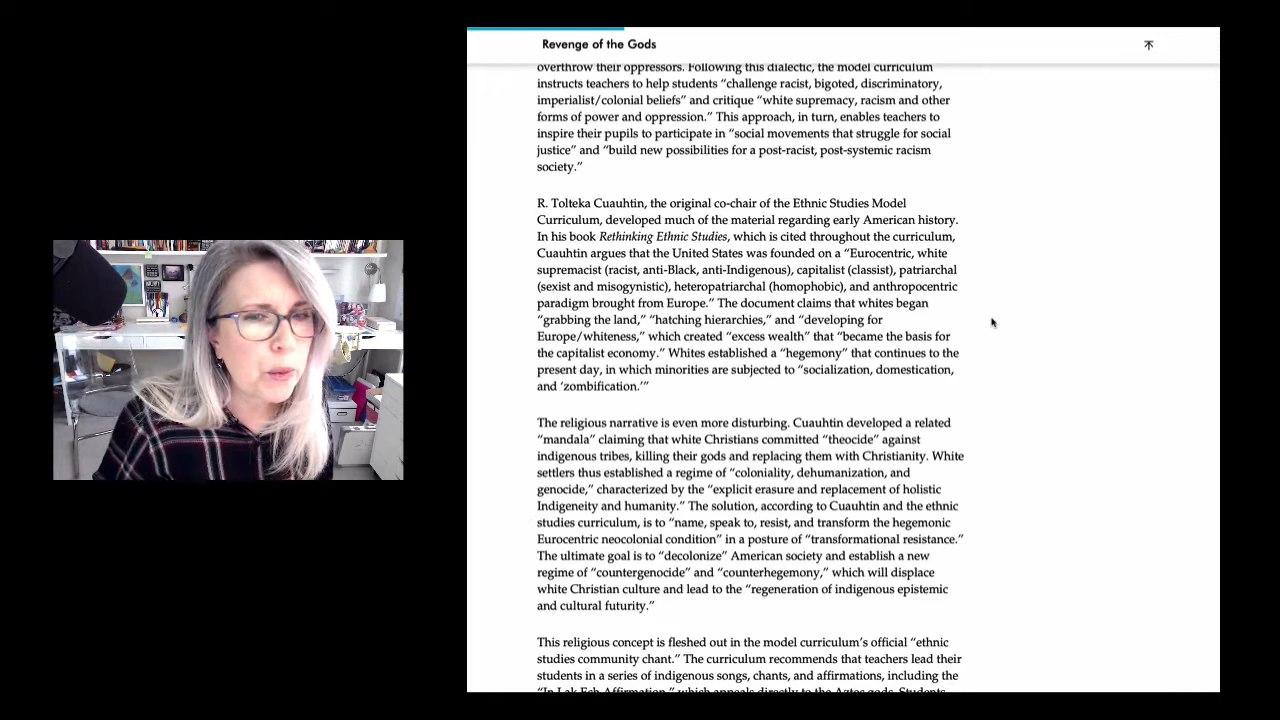 Revenge of the Gods
overthrow their oppressors. Following this dialectic, the model curriculum
instructs teachers to help students “challenge racist, bigoted, discriminatory,
imperialist/colonial beliefs” and critique “white supremacy, racism and other
forms of power and oppression.” This approach, in turn, enables teachers to
inspire their pupils to participate in “social movements that struggle for social
justice” and “build new possibilities for a post-racist, post-systemic racism
society.”
R. Tolteka Cuauhtin, the original co-chair of the Ethnic Studies Model
Curriculum, developed much of the material regarding early American history.
In his book Rethinking Ethnic Studies, which is cited throughout the curriculum,
Cuauhtin argues that the United States was founded on a “Eurocentric, white
supremacist (racist, anti-Black, anti-Indigenous), capitalist (classist), patriarchal
(sexist and misogynistic), heteropatriarchal (homophobic), and anthropocentric
paradigm brought from Europe.” The document claims that whites began
“grabbing the land,” “hatching hierarchies,” and “developing for
Europe/whiteness,” which created “excess wealth” that “became the basis for
the capitalist economy.” Whites established a “hegemony” that continues to the
present day, in which minorities are subjected to “socialization, domestication,
and ‘zombification.’”
The religious narrative is even more disturbing. Cuauhtin developed a related
“mandala” claiming that white Christians committed “theocide” against
indigenous tribes, killing their gods and replacing them with Christianity. White
settlers thus established a regime of “coloniality, dehumanization, and
genocide,” characterized by the “explicit erasure and replacement of holistic
Indigeneity and humanity.” The solution, according to Cuauhtin and the ethnic
studies curriculum, is to “name, speak to, resist, and transform the hegemonic
Eurocentric neocolonial condition” in a posture of “transformational resistance.”
The ultimate goal is to “decolonize” American society and establish a new
regime of “countergenocide” and “counterhegemony,” which will displace
white Christian culture and lead to the “regeneration of indigenous epistemic
and cultural futurity.”
This religious concept is fleshed out in the model curriculum’s official “ethnic
studies community chant.” The curriculum recommends that teachers lead their
students in a series of indigenous songs, chants, and affirmations, including the
“In Lak Ech Affirmation,” which appeals directly to the Aztec gods. Students